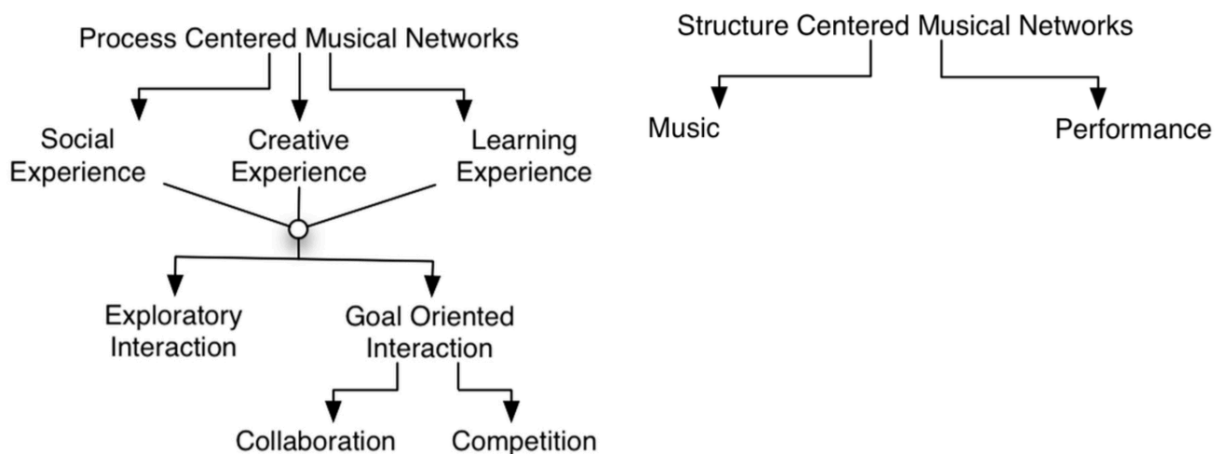 Process Centered Musical Networks
Social
Experience
Creative
Experience
Learning
Experience
Exploratory
Interaction
Goal Oriented
Interaction
Collaboration
Competition
Structure Centered Musical Networks
Music
Performance